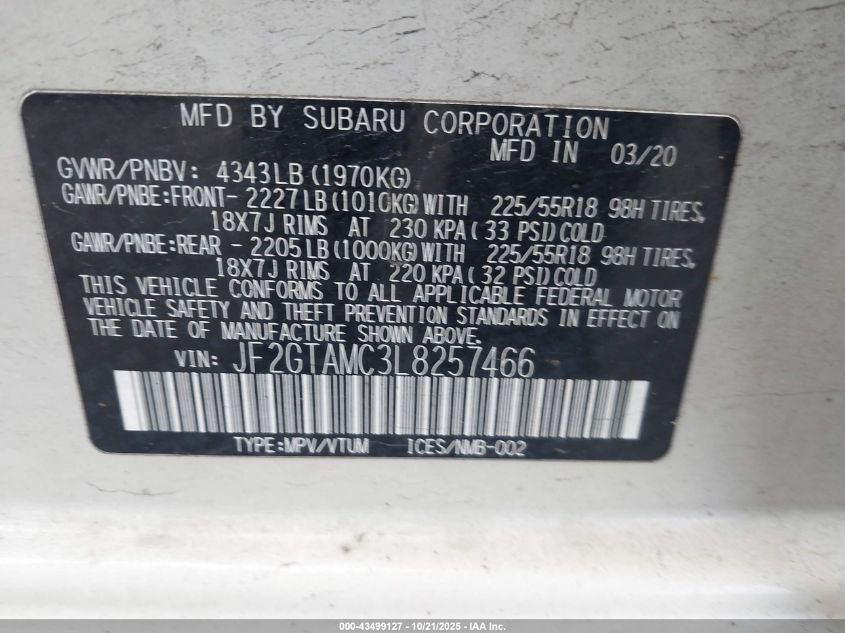 MFD BY SUBARU CORPORATION
MFD IN 03/20
GVWR/PNBV: 4343LB (1970KG)
GAWR/PNBE:FRONT- 2227LB (1010KG) WITH 225/55R18 98H TIRES,
18X7J RIMS AT 230 KPA (33 PSI) COLD
GAWR/PNBE:REAR - 2205LB (1000KG) WITH 225/55R18 98H TIRES,
18X7J RIMS AT 220 KPA (32 PSI) COLD
THIS VEHICLE CONFORMS TO ALL APPLICABLE FEDERAL MOTOR
VEHICLE SAFETY AND THEFT PREVENTION STANDARDS IN EFFECT ON
THE DATE OF MANUFACTURE SHOWN ABOVE.
VIN: JF2GTAMC3L8257466
TYPE:MPV/VTUM ICES/NMB-002
000-43499127 - 10/21/2025 - IAA Inc.